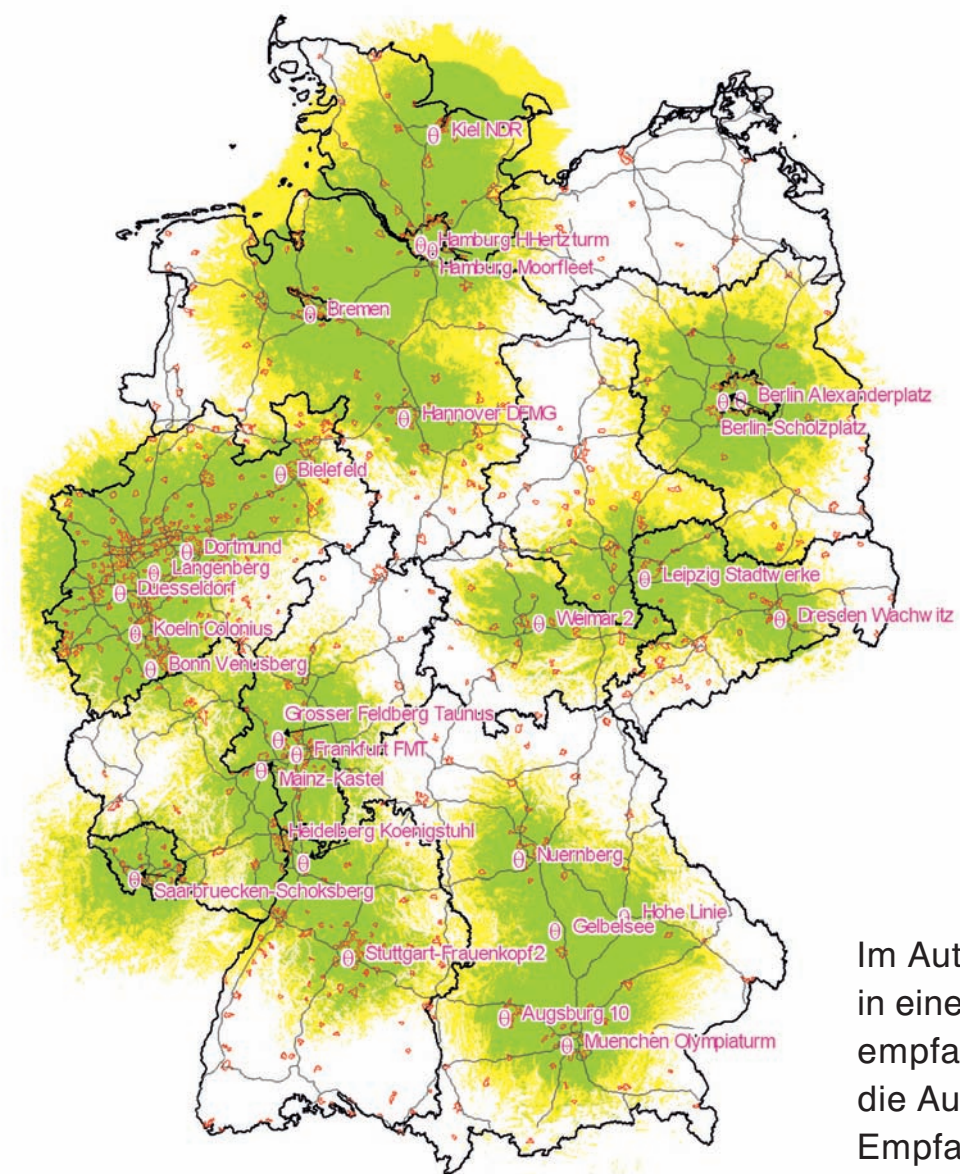 Kiel NDR
Hamburg HHertzturm
Hamburg Moorfleet
Bremen
Berlin Alexanderplatz
Berlin-Scholzplatz
Hannover DFMG
Bielefeld
Dortmund
Langenberg
Duesseldorf
Leipzig Stadtwerke
Weimar 2
Dresden Wachwitz
Koeln Colonius
Bonn Venusberg
Grosser Feldberg Taunus
Frankfurt FMT
Mainz-Kastel
Heidelberg Koenigstuhl
Nuernberg
Saarbruecken-Schoksberg
Hohe Linie
Gelbelsee
Stuttgart-Frauenkopf2
Augsburg 10
Muenchen Olympiaturm
Im Aut
in eine
empfa
die Au
Empfa